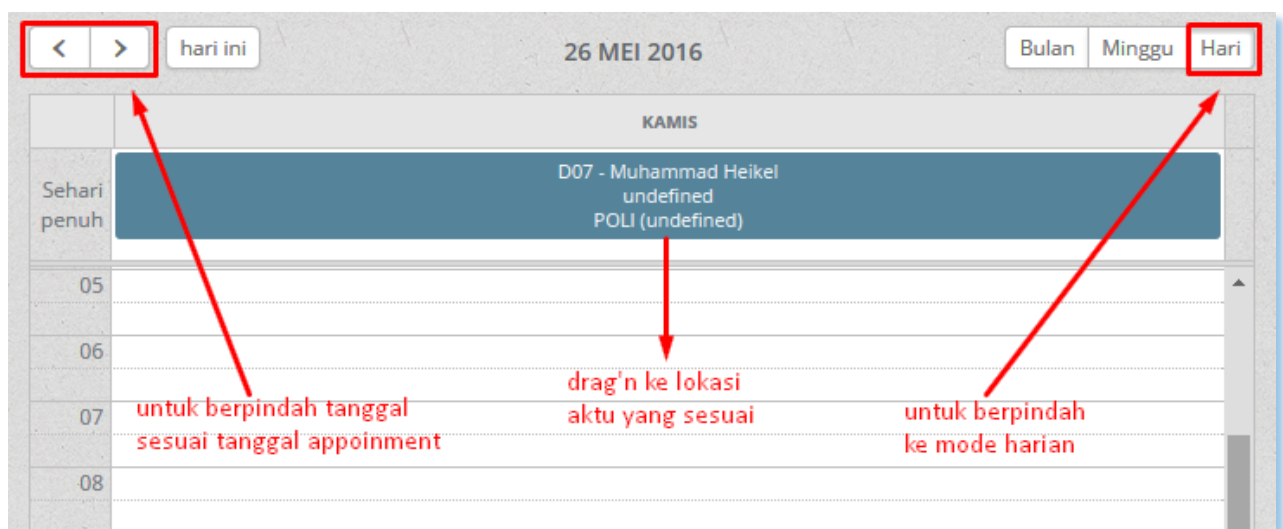 < > hari ini 26 MEI 2016 Bulan Minggu Hari
KAMIS
Sehari
penuh
D07 - Muhammad Heikel
undefined
POLI (undefined)
05
06
drag'n ke lokasi
aktu yang sesuai
07
untuk berpindah tanggal
sesuai tanggal appoinment
untuk berpindah
ke mode harian
08